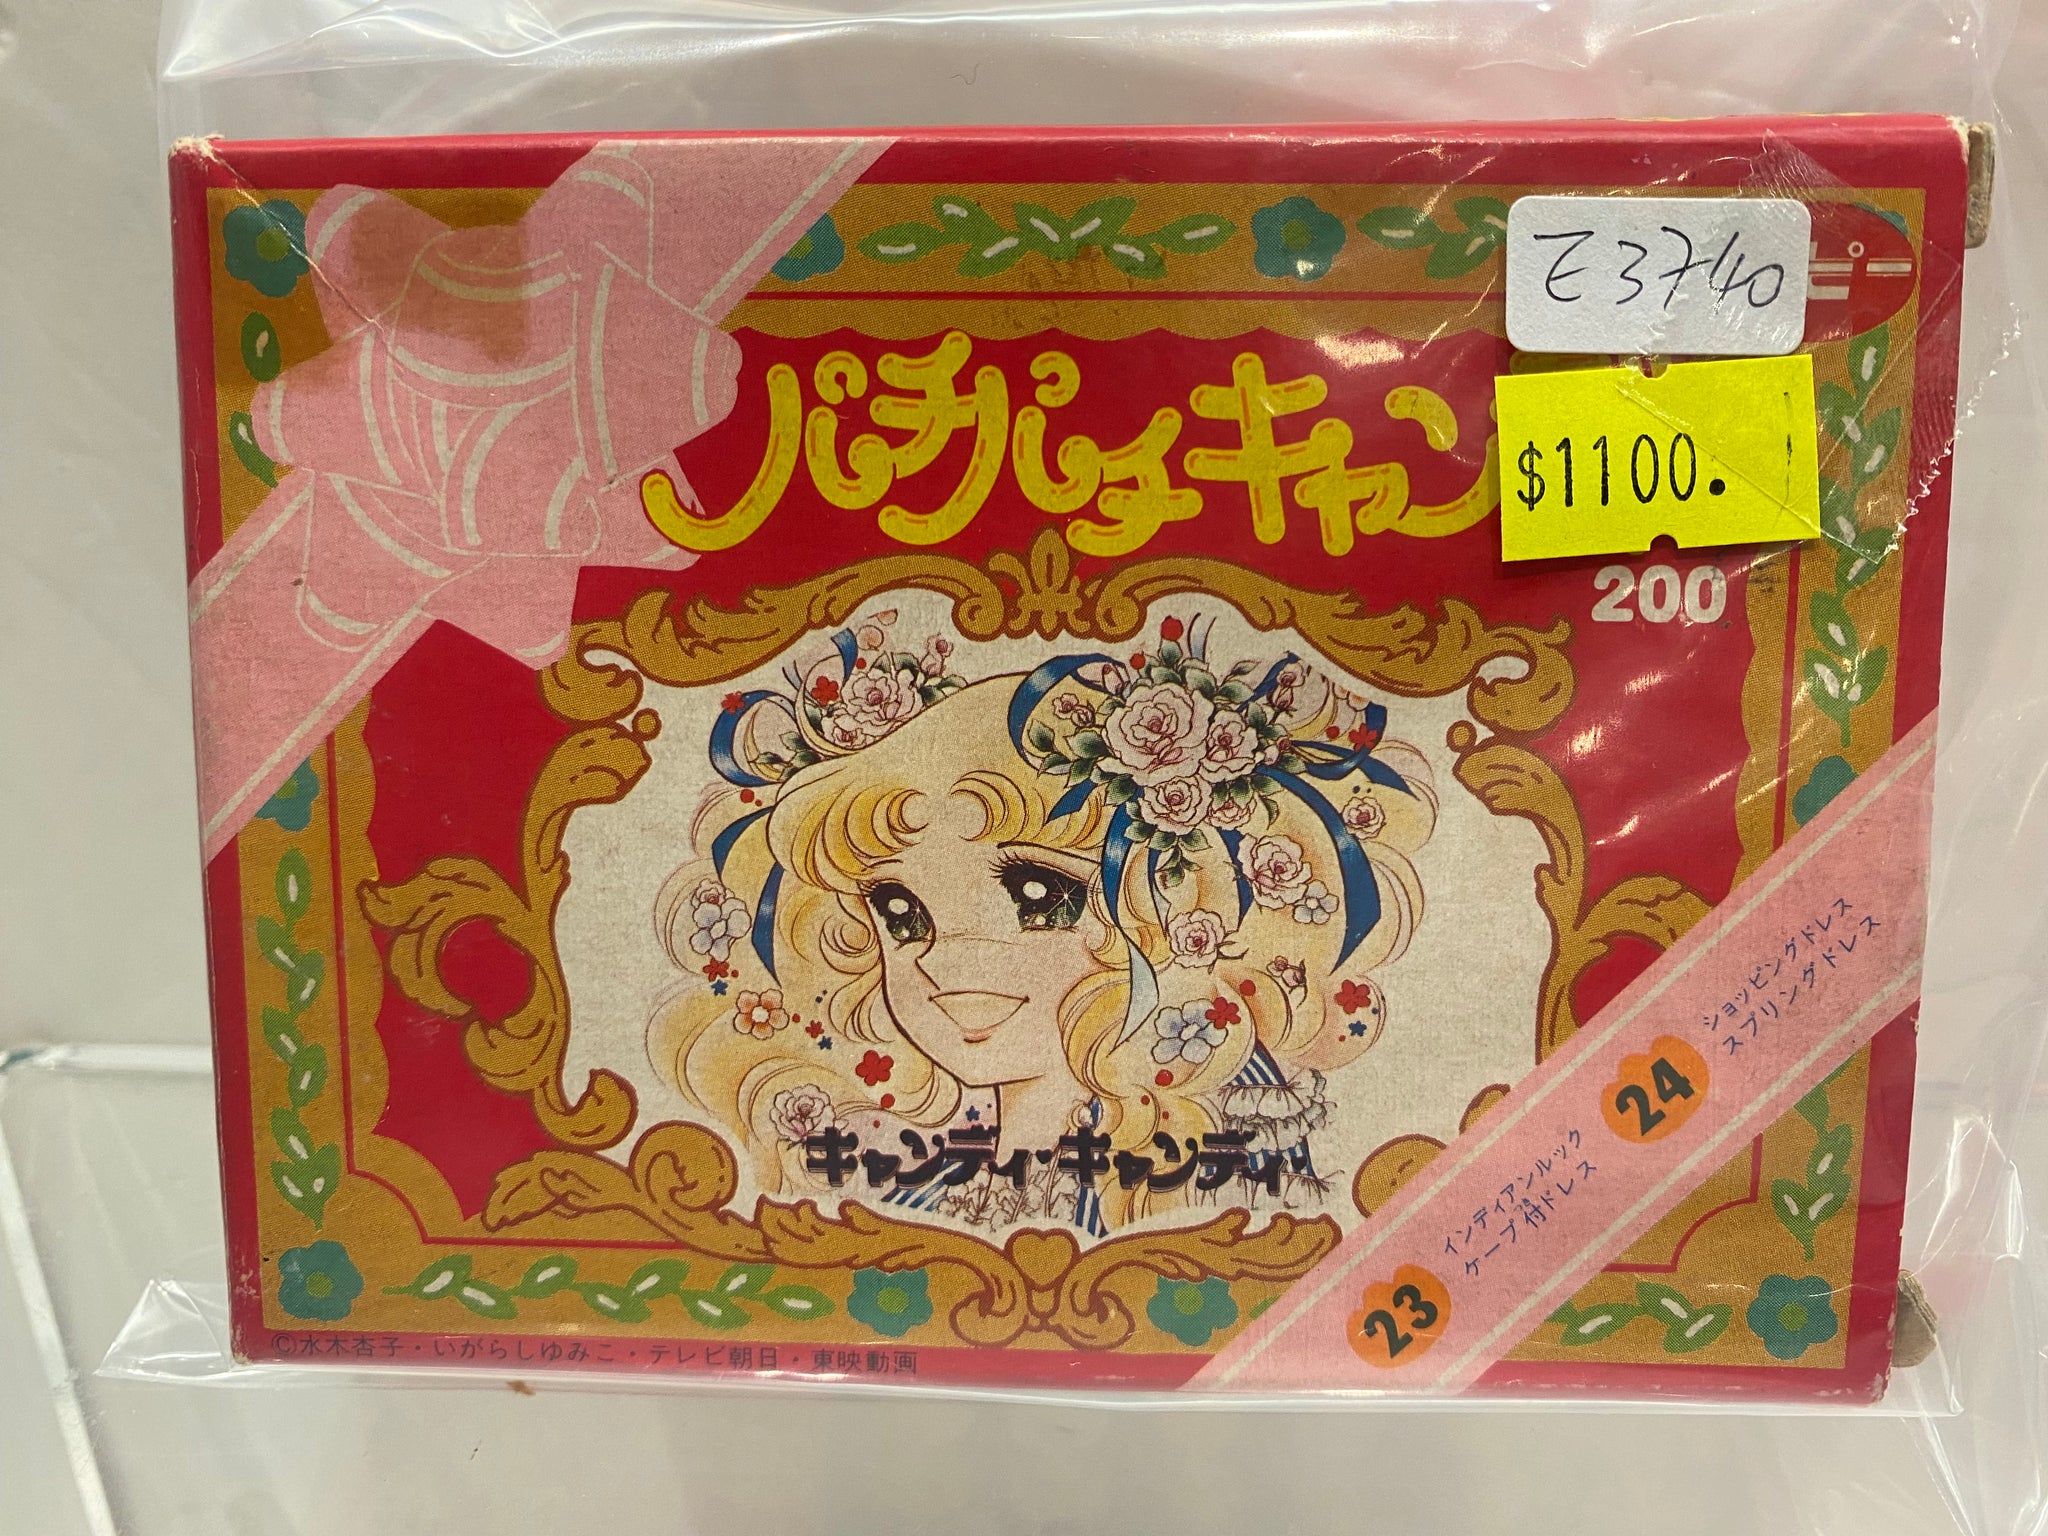 ピー
E3740
パチパチキャン
$1100.
200
キャンディ・キャンディ
24 ショッピングドレス
スプリングドレス
23 インディアンルック
ケープ付ドレス
©水木杏子・いがらしゆみこ・テレビ朝日・東映動画